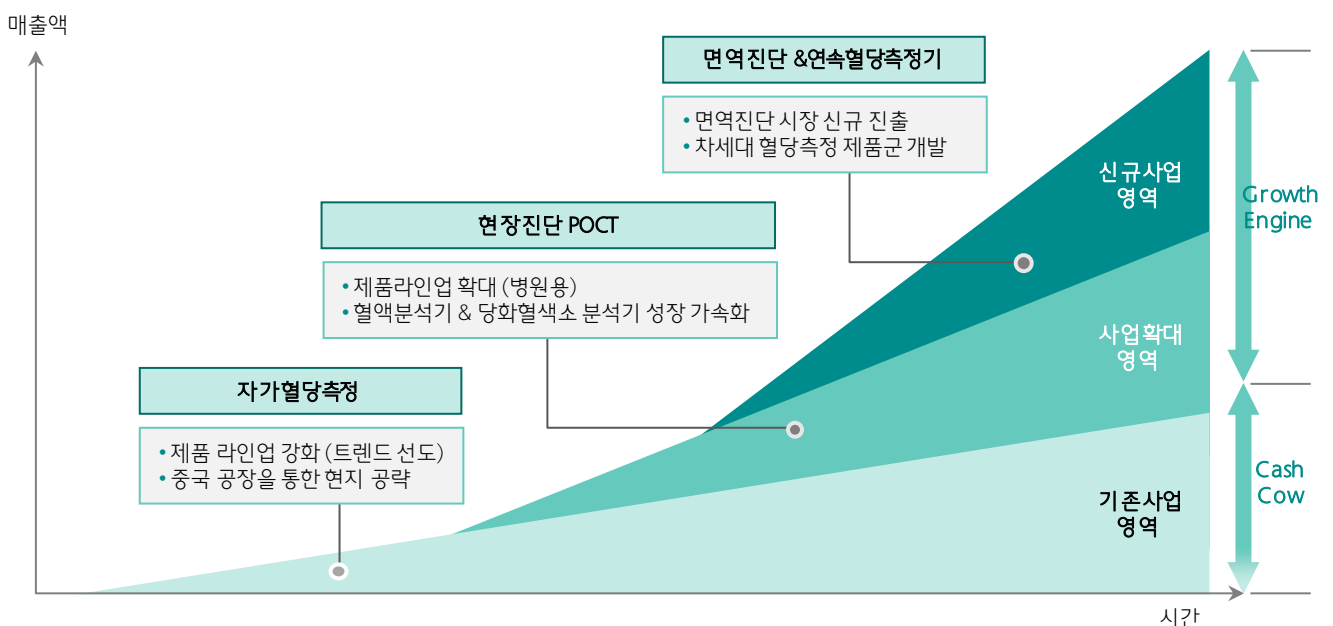 매출액
면역진단 &연속혈당측정기
• 면역진단 시장 신규 진출
• 차세대 혈당측정 제품군 개발
신규사업
영역
Growth
Engine
현장진단 POCT
• 제품라인업 확대 (병원용)
• 혈액분석기 & 당화혈색소 분석기 성장 가속화
사업확대
영역
자가혈당측정
• 제품 라인업 강화 (트렌드 선도)
• 중국 공장을 통한 현지 공략
기존사업
영역
Cash
Cow
시간